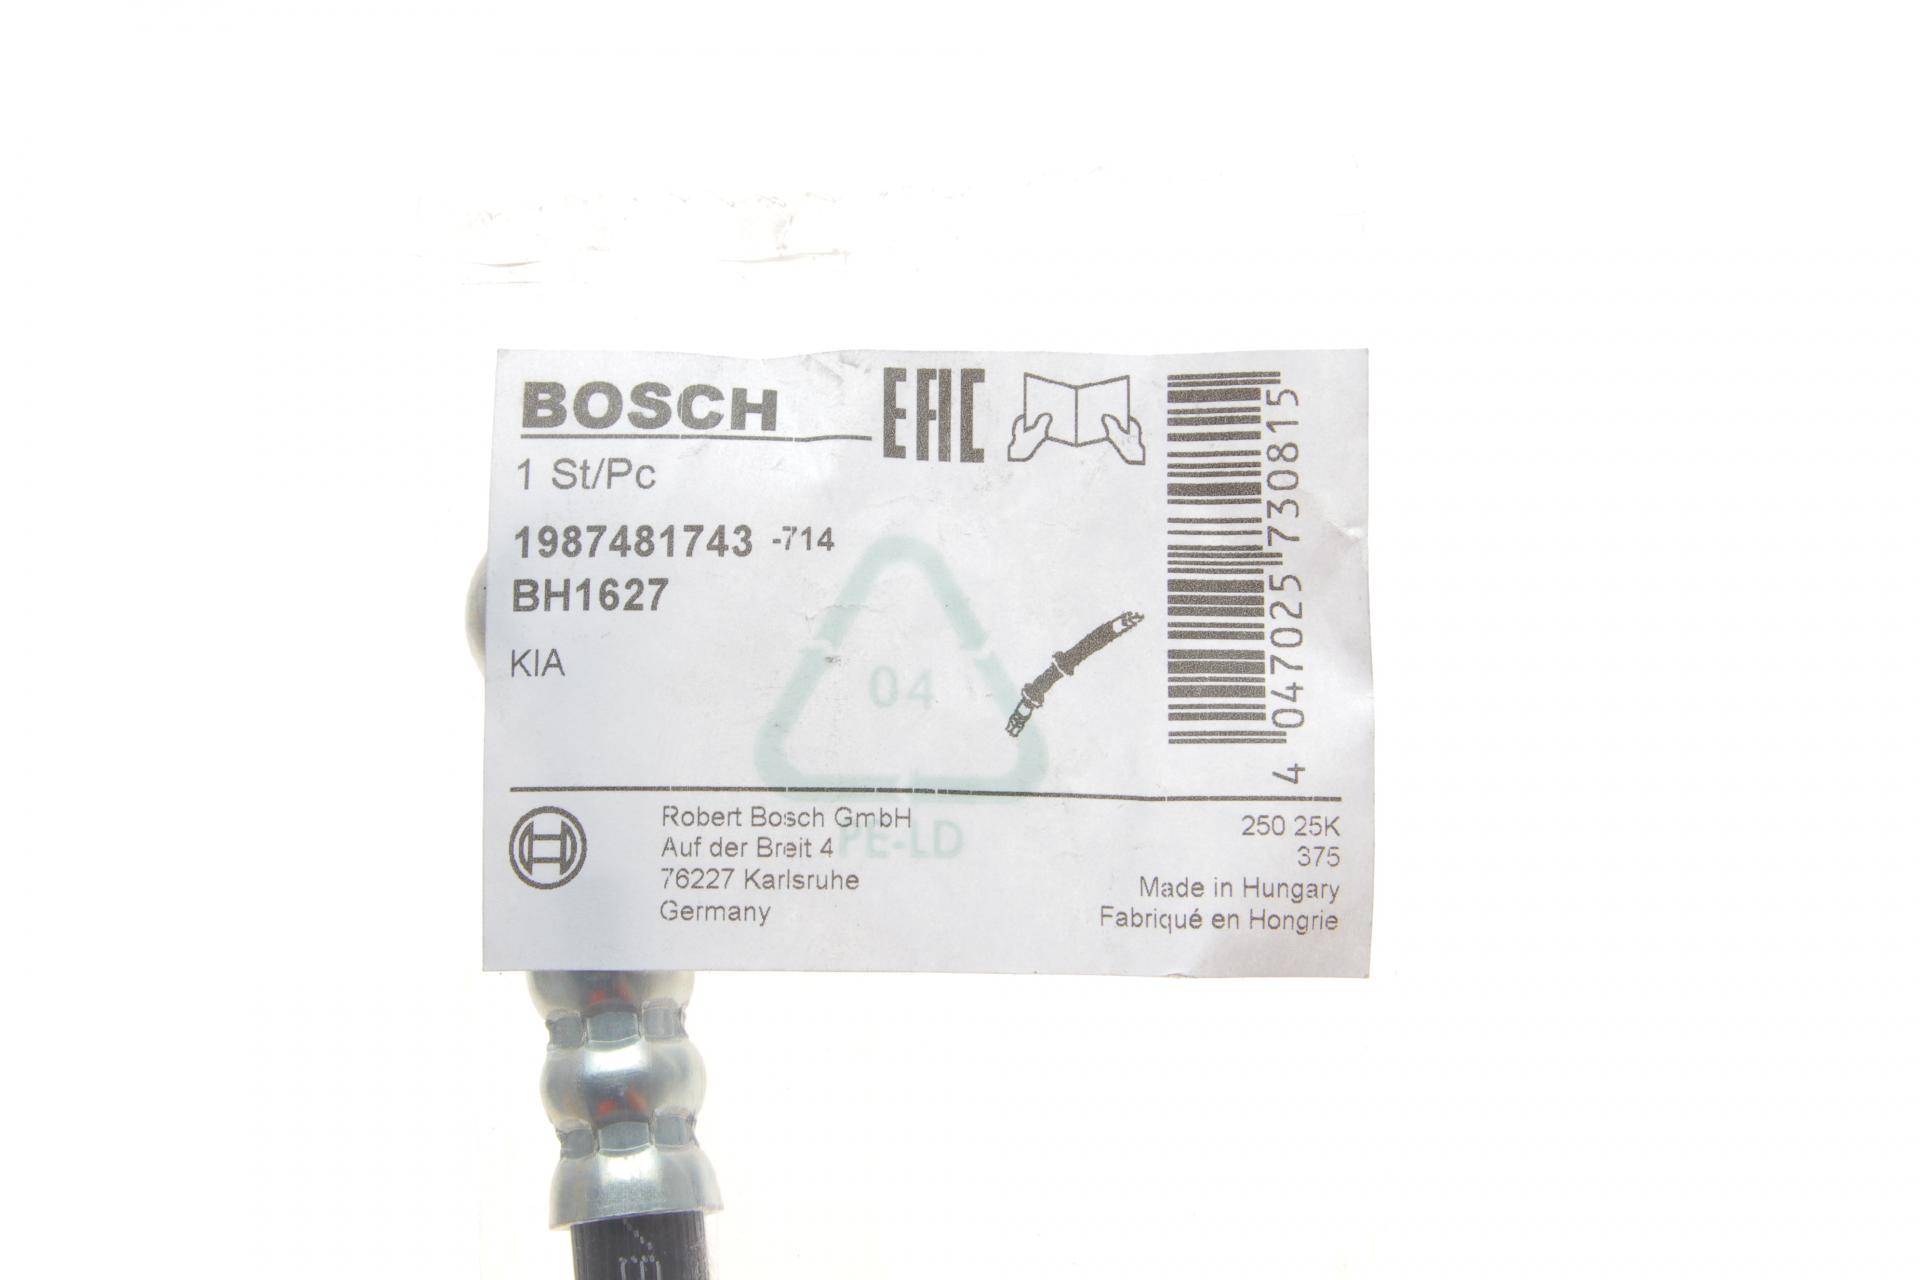 BOSCH
EAC
1 St/Pc
1987481743 -714
BH1627
KIA
04
PE-LD
4 047025 730815
Robert Bosch GmbH
Auf der Breit 4
76227 Karlsruhe
Germany
250 25K
375
Made in Hungary
Fabriqué en Hongrie